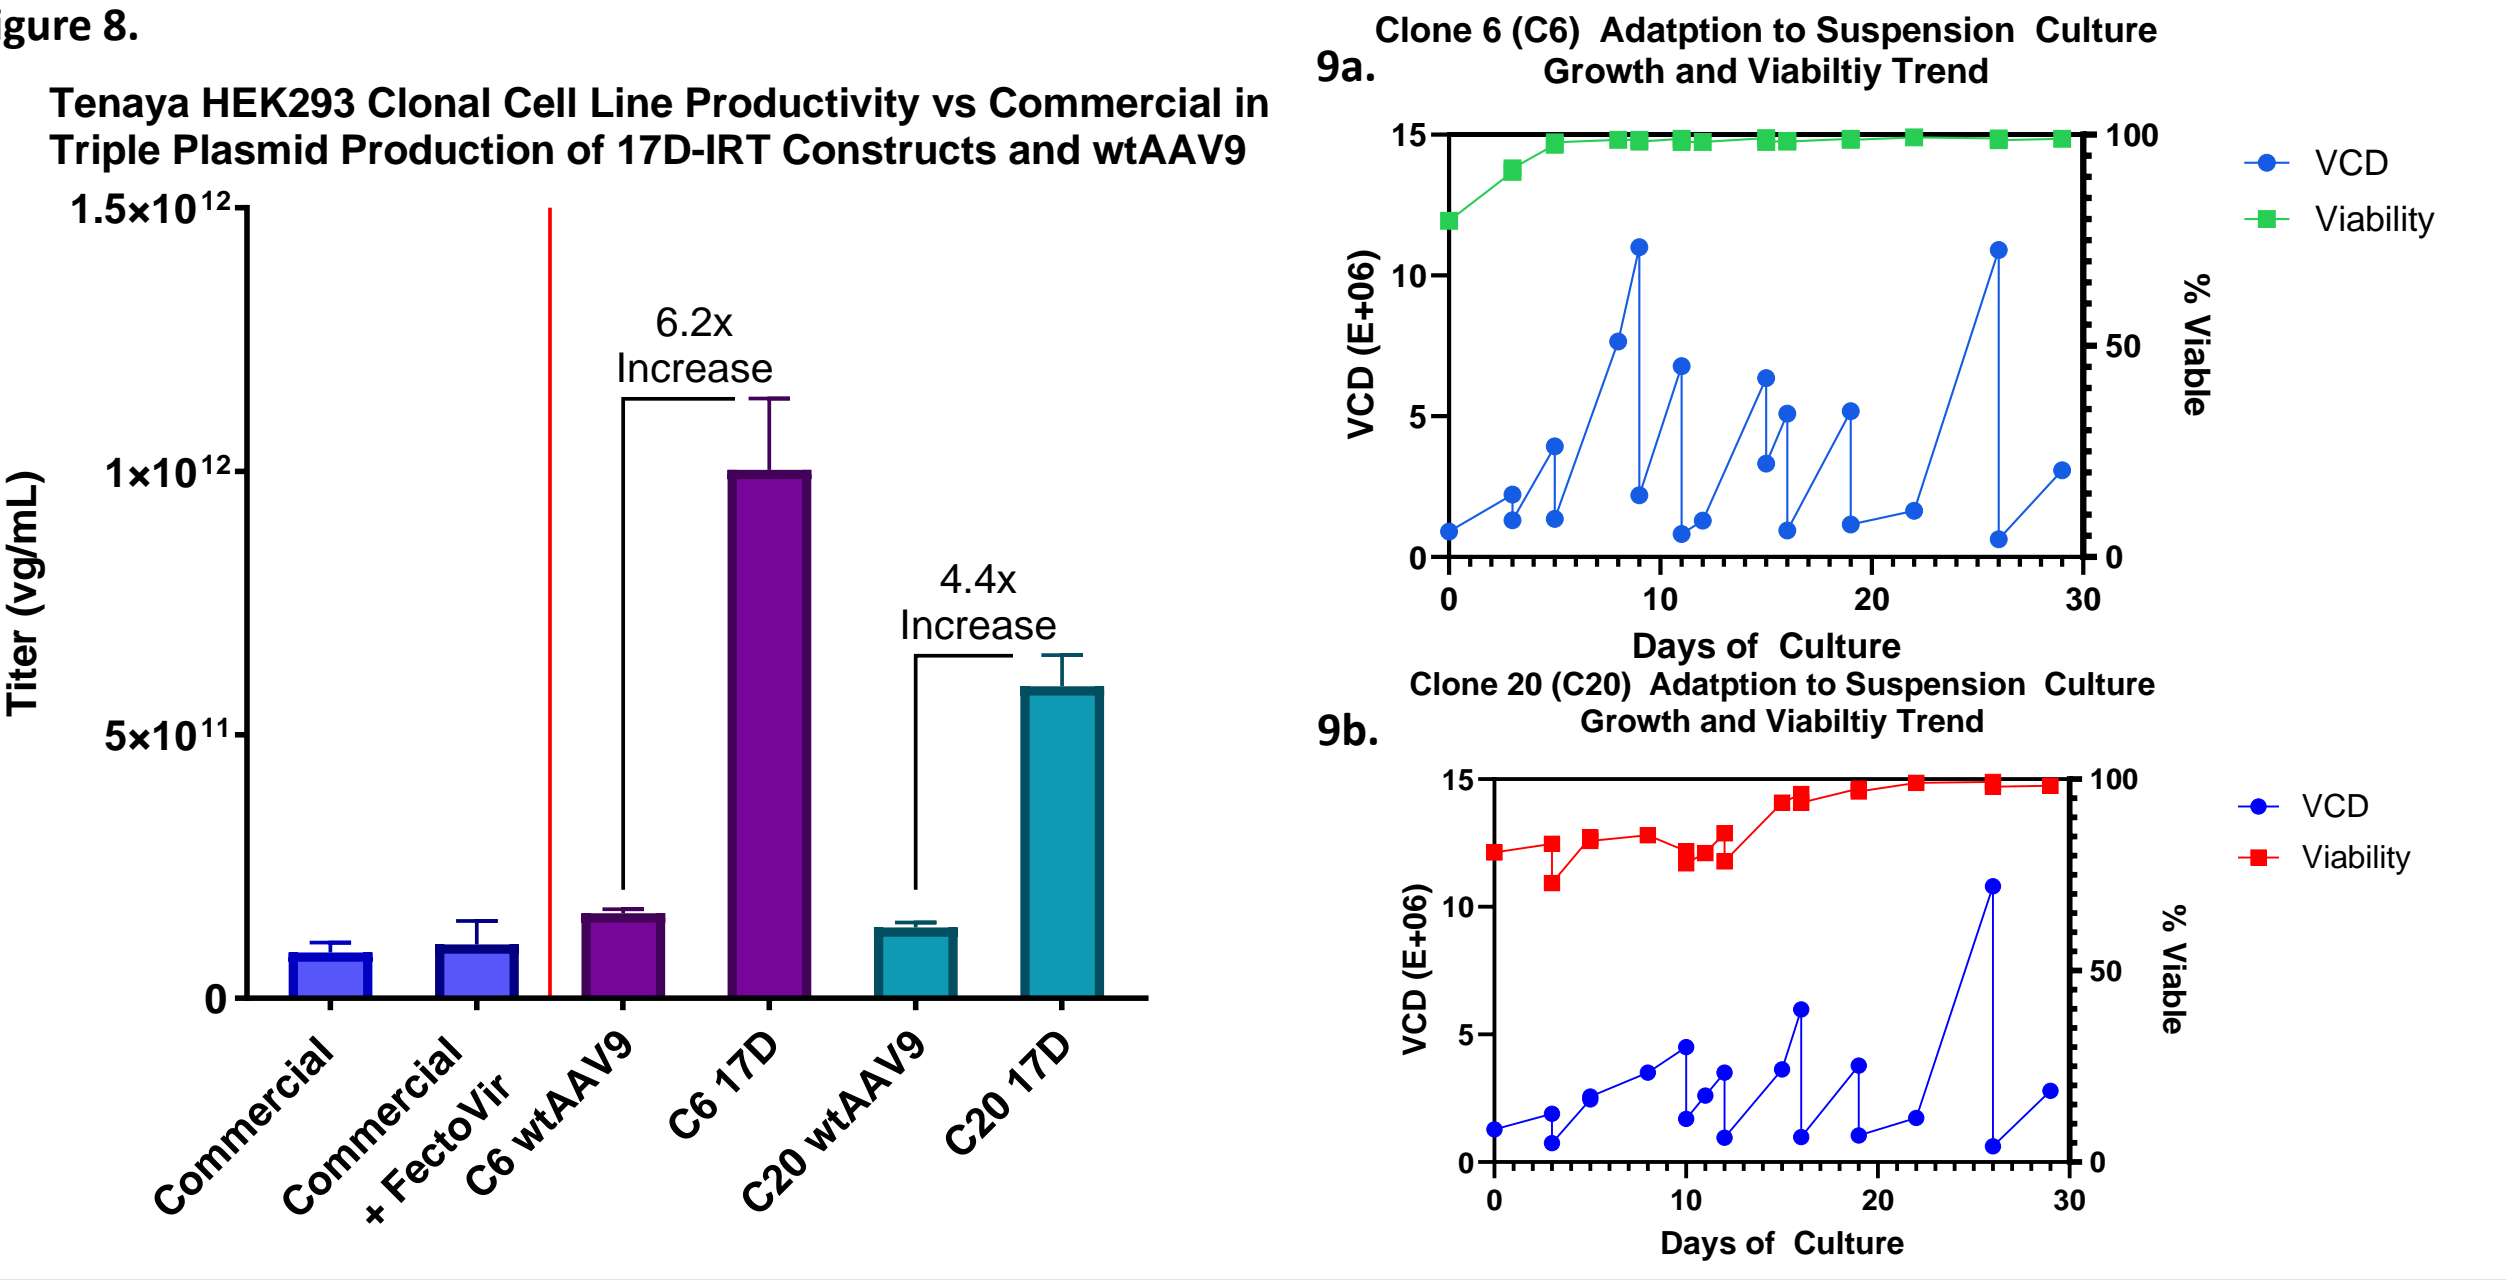 igure 8.
Tenaya HEK293 Clonal Cell Line Productivity vs Commercial in
Triple Plasmid Production of 17D-IRT Constructs and wtAAV9
Titer (vg/mL)
1.5×10¹²
1×10¹²
5×10¹¹
0
6.2x
Increase
4.4x
Increase
Commercial
Commercial
+ FectoVir
C6 wtAAV9
C6 17D
C20 wtAAV9
C20 17D
9a.
Clone 6 (C6) Adatption to Suspension Culture
Growth and Viabiltiy Trend
VCD (E+06)
15
10
5
0
100
50
0
% Viable
0
10
20
30
Days of Culture
VCD
Viability
9b.
Clone 20 (C20) Adatption to Suspension Culture
Growth and Viabiltiy Trend
VCD (E+06)
15
10
5
0
100
50
0
% Viable
0
10
20
30
Days of Culture
VCD
Viability